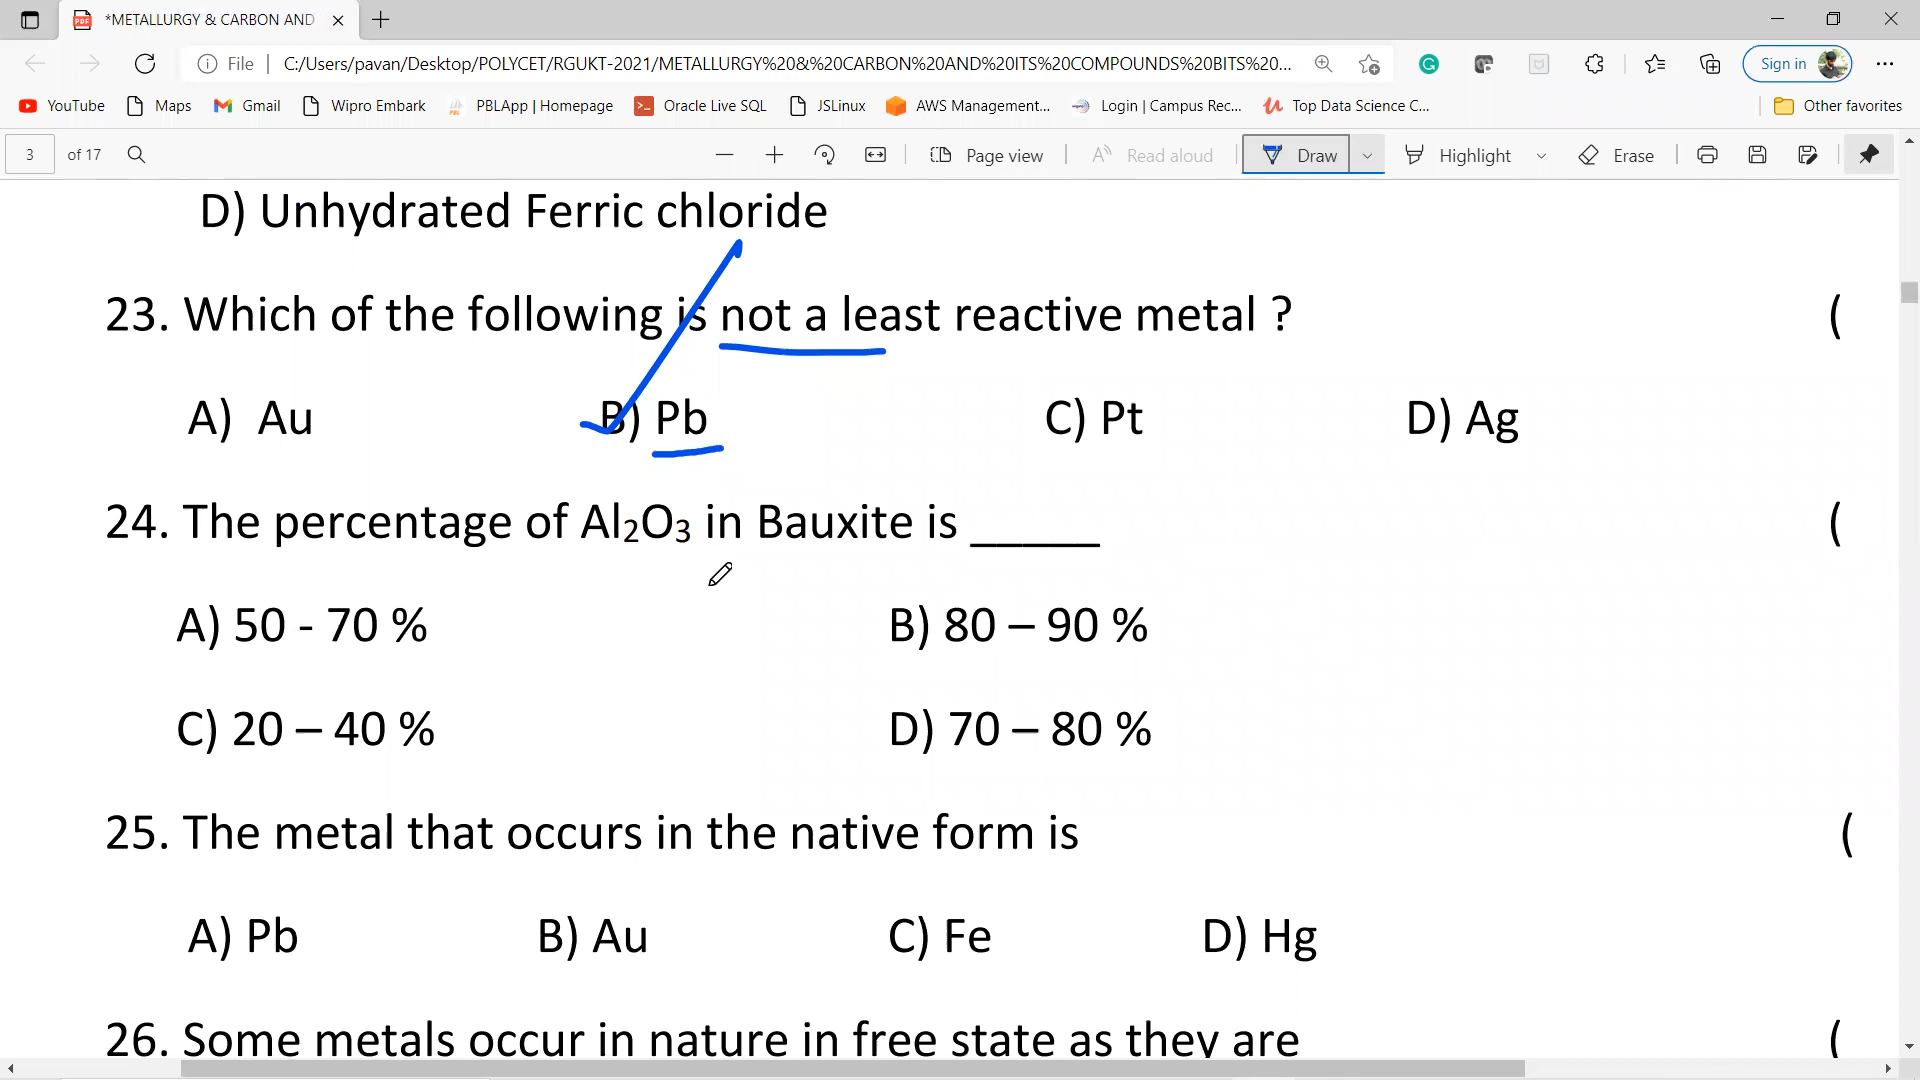 *METALLURGY & CARBON AND
File
C:/Users/pavan/Desktop/POLYCET/RGUKT-2021/METALLURGY%20&%20CARBON%20AND%20ITS%20COMPOUNDS%20BITS%20...
Sign in
YouTube Maps Gmail Wipro Embark PBLApp | Homepage Oracle Live SQL JSLinux AWS Management... Login | Campus Rec... Top Data Science C... Other favorites
3 of 17 Page view Read aloud Draw Highlight Erase
D) Unhydrated Ferric chloride
23. Which of the following is not a least reactive metal ? (
A) Au B) Pb C) Pt D) Ag
24. The percentage of Al₂O₃ in Bauxite is _____ (
A) 50 - 70 % B) 80 – 90 %
C) 20 – 40 % D) 70 – 80 %
25. The metal that occurs in the native form is (
A) Pb B) Au C) Fe D) Hg
26. Some metals occur in nature in free state as they are (